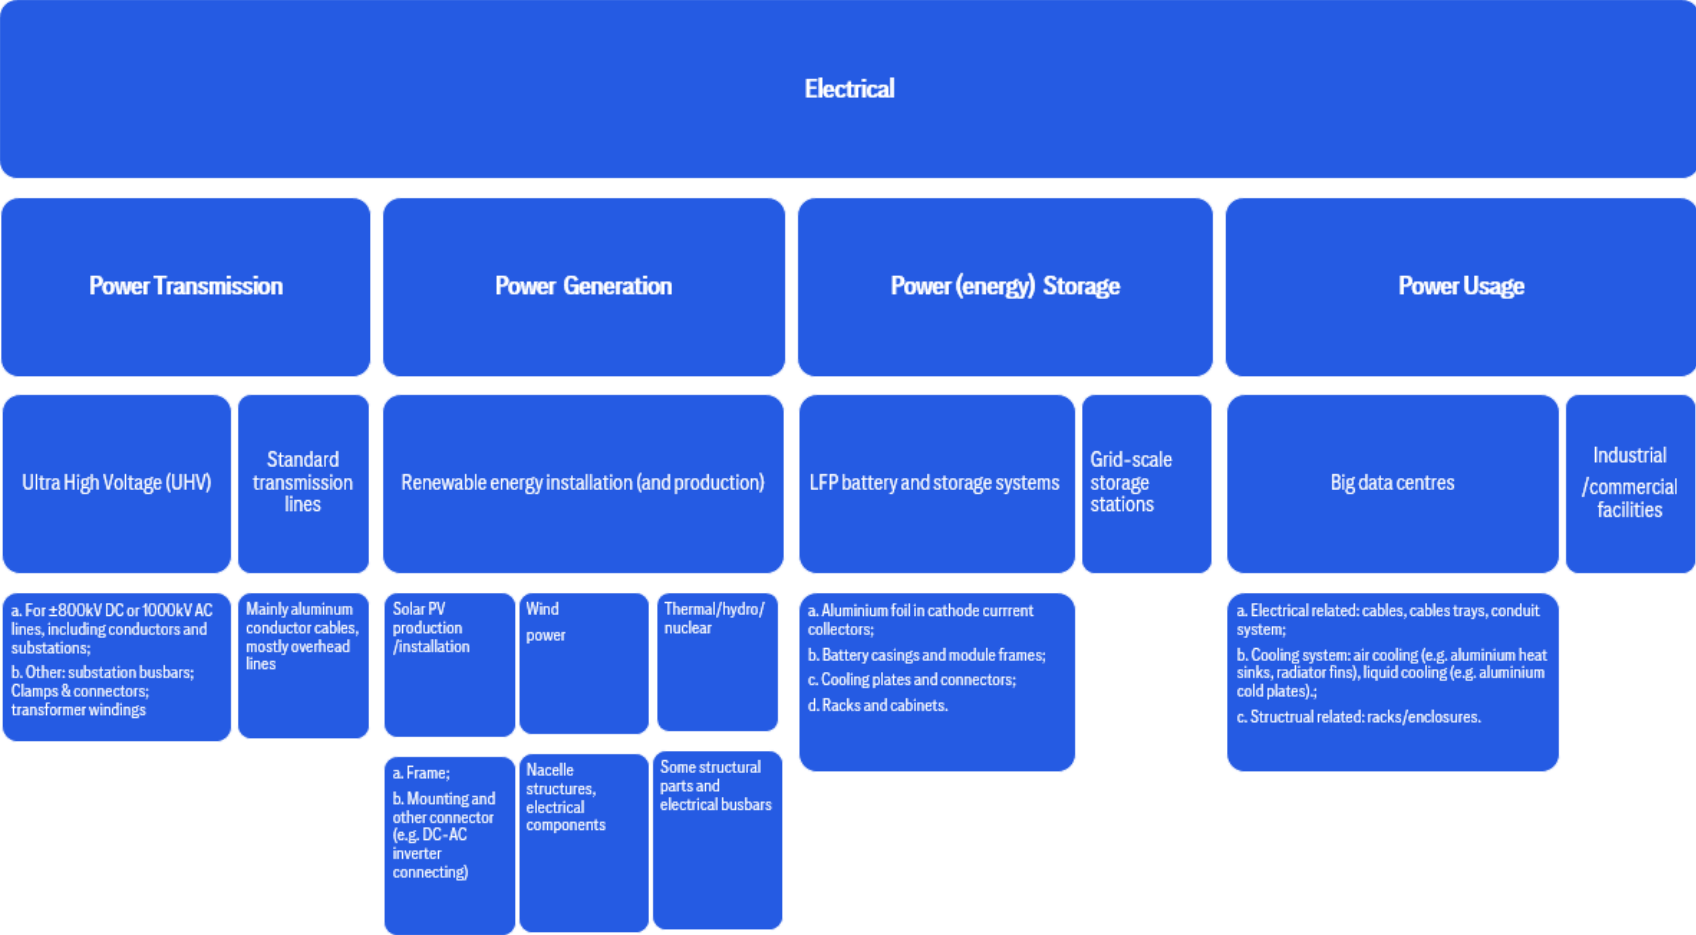 Electrical
Power Transmission
Power Generation
Power (energy) Storage
Power Usage
Ultra High Voltage (UHV)
Standard
transmission
lines
Renewable energy installation (and production)
LFP battery and storage systems
Grid-scale
storage
stations
Big data centres
Industrial
/commercial
facilities
a. For ±800kV DC or 1000kV AC
lines, including conductors and
substations;
b. Other: substation busbars;
Clamps & connectors;
transformer windings
Mainly aluminum
conductor cables,
mostly overhead
lines
Solar PV
production
/installation
Wind
power
Thermal/hydro/
nuclear
a. Aluminium foil in cathode currrent
collectors;
b. Battery casings and module frames;
c. Cooling plates and connectors;
d. Racks and cabinets.
a. Electrical related: cables, cables trays, conduit
system;
b. Cooling system: air cooling (e.g. aluminium heat
sinks, radiator fins), liquid cooling (e.g. aluminium
cold plates).;
c. Structrual related: racks/enclosures.
a. Frame;
b. Mounting and
other connector
(e.g. DC-AC
inverter
connecting)
Nacelle
structures,
electrical
components
Some structural
parts and
electrical busbars